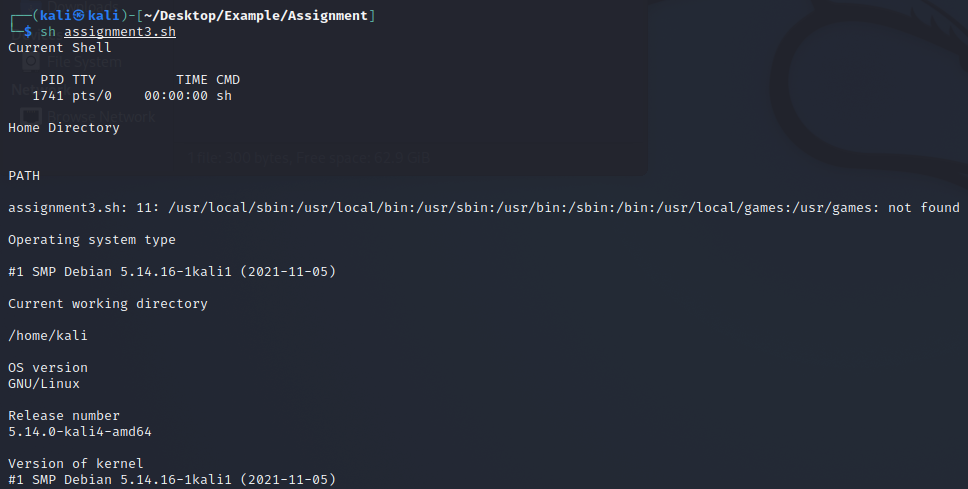 ┌──(kali㉿kali)-[~/Desktop/Example/Assignment]
└─$ sh assignment3.sh
Current Shell
File System
PID TTY          TIME CMD
1741 pts/0    00:00:00 sh
Browse Network
Home Directory
PATH
assignment3.sh: 11: /usr/local/sbin:/usr/local/bin:/usr/sbin:/usr/bin:/sbin:/bin:/usr/local/games:/usr/games: not found
Operating system type
#1 SMP Debian 5.14.16-1kali1 (2021-11-05)
Current working directory
/home/kali
OS version
GNU/Linux
Release number
5.14.0-kali4-amd64
Version of kernel
#1 SMP Debian 5.14.16-1kali1 (2021-11-05)